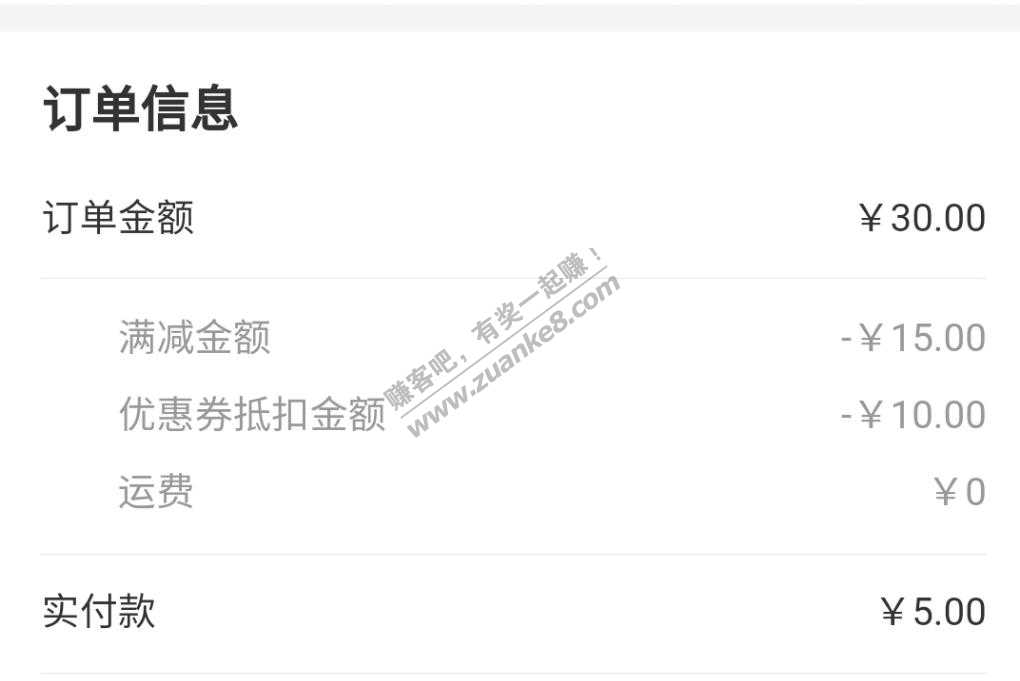 订单信息
订单金额 ￥30.00
满减金额 -￥15.00
优惠券抵扣金额 -￥10.00
运费 ￥0
实付款 ￥5.00
赚客吧，有奖一起赚！
www.zuanke8.com